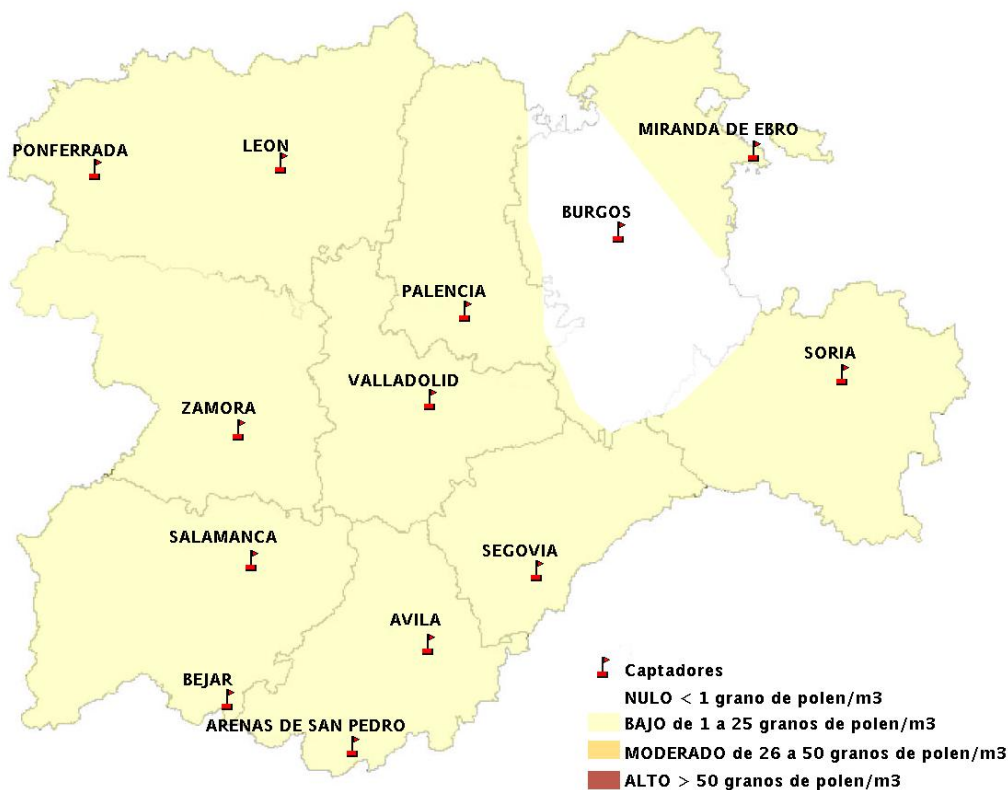 MIRANDA DE EBRO
LEON
PONFERRADA
BURGOS
PALENCIA
SORIA
VALLADOLID
ZAMORA
SALAMANCA
SEGOVIA
AVILA
BEJAR
ARENAS DE SAN PEDRO
Captadores
NULO < 1 grano de polen/m3
BAJO de 1 a 25 granos de polen/m3
MODERADO de 26 a 50 granos de polen/m3
ALTO > 50 granos de polen/m3